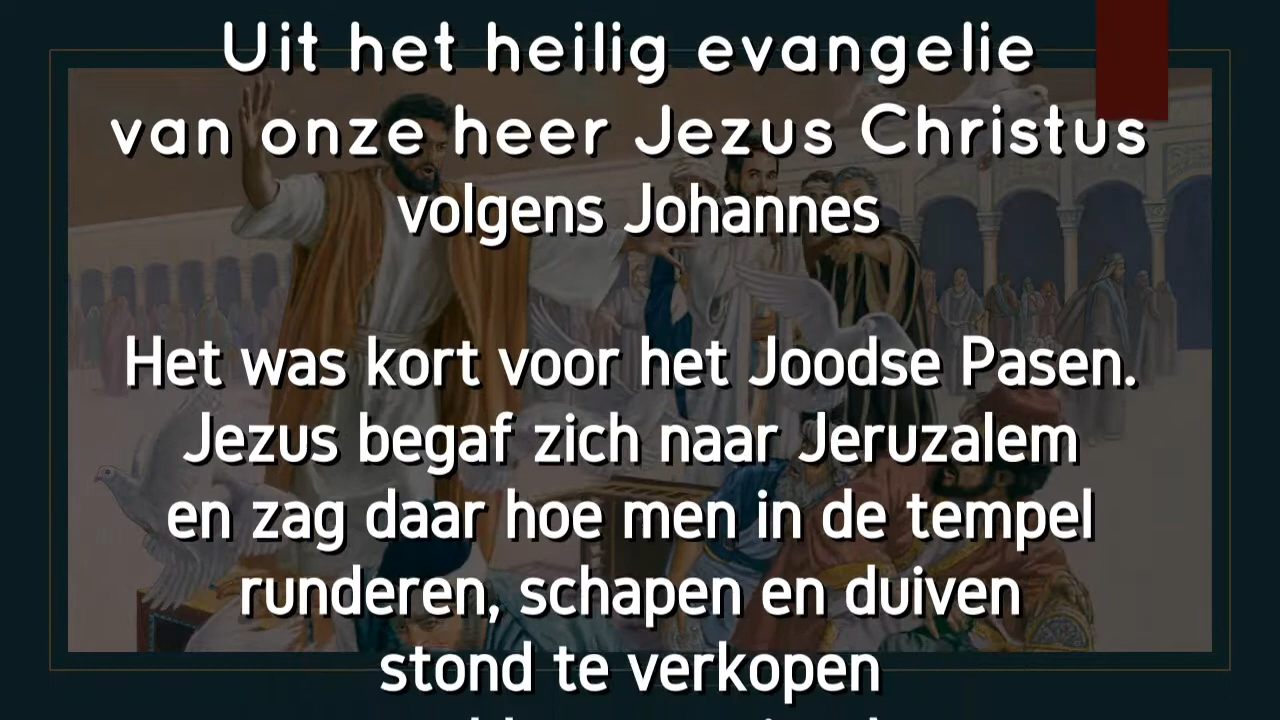 Uit het heilig evangelie
van onze heer Jezus Christus
volgens Johannes
Het was kort voor het Joodse Pasen.
Jezus begaf zich naar Jeruzalem
en zag daar hoe men in de tempel
runderen, schapen en duiven
stond te verkopen